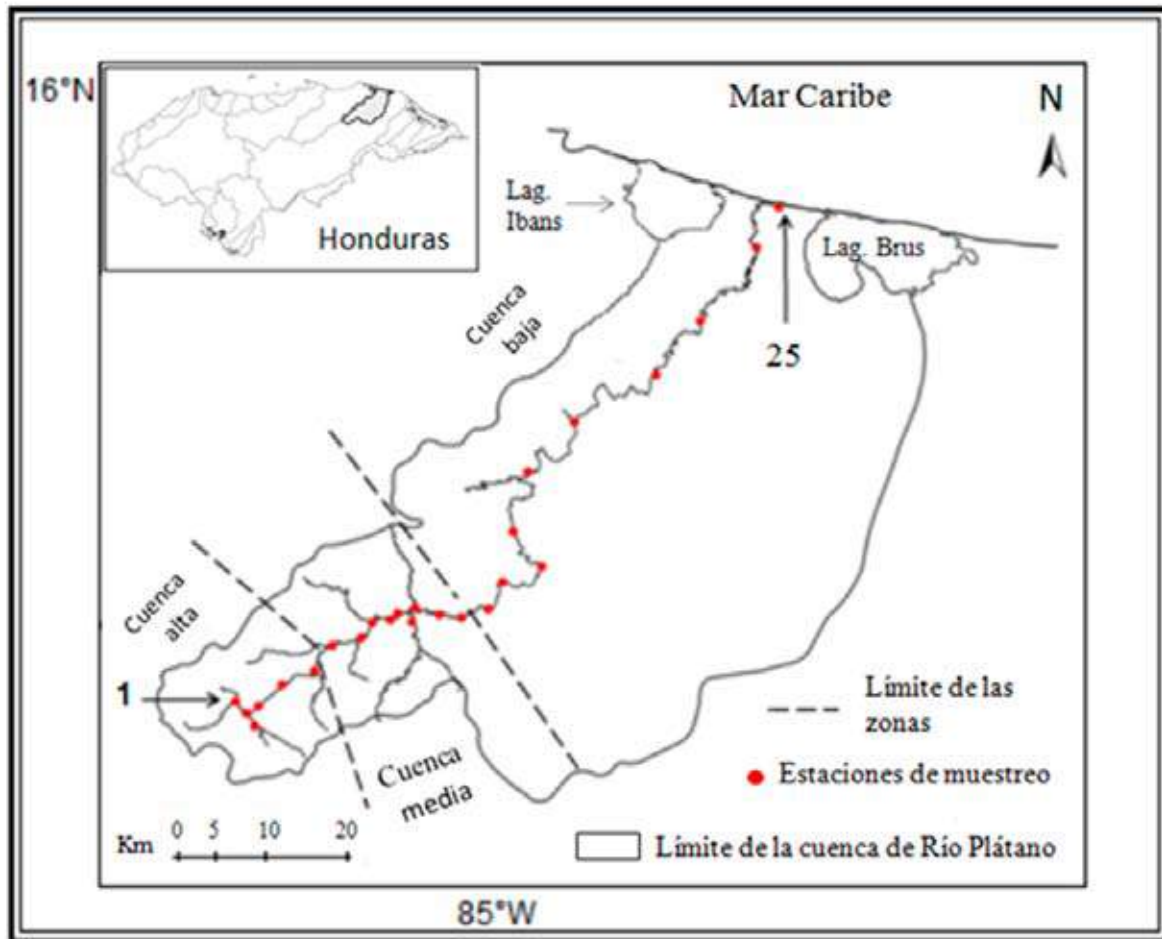 16°N
Mar Caribe
N
Honduras
Lag.
Ibans
Lag. Brus
25
Cuenca
baja
Cuenca
alta
1
Cuenca
media
Límite de las
zonas
Estaciones de muestreo
Km 0 5 10 20
Límite de la cuenca de Río Plátano
85°W